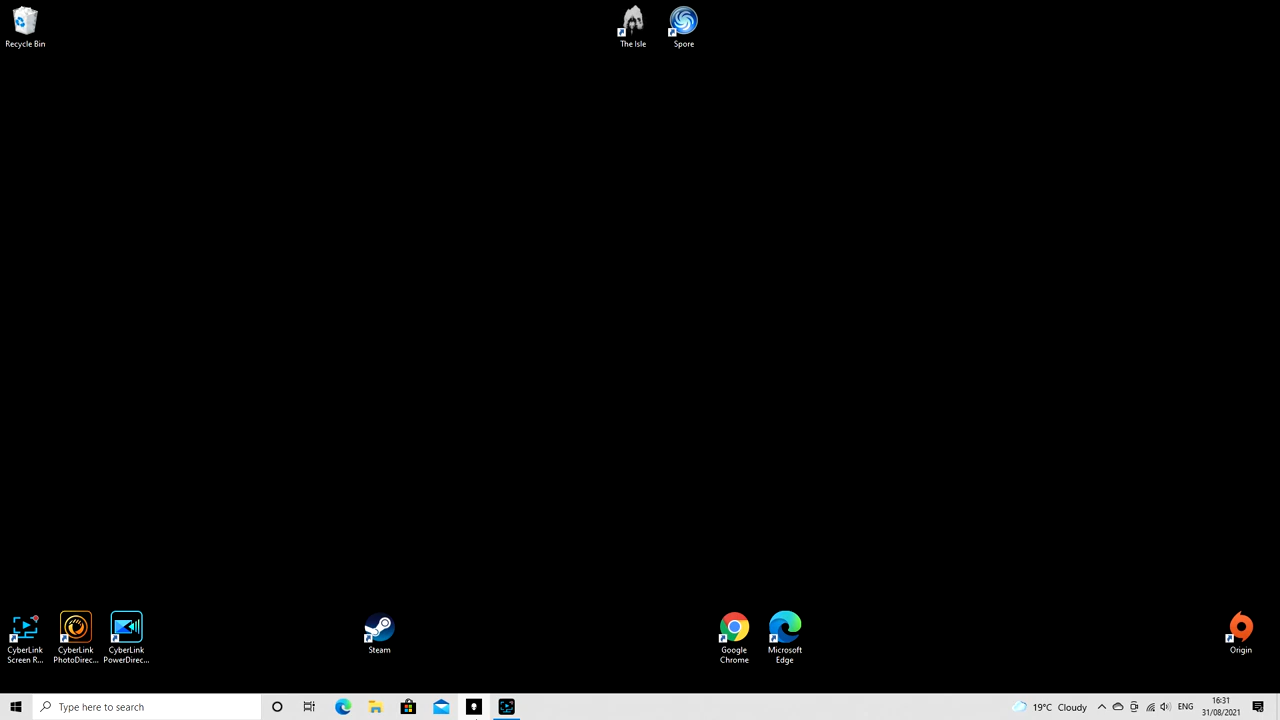 Recycle Bin
The Isle
Spore
CyberLink
Screen R...
CyberLink
PhotoDirec...
CyberLink
PowerDirec...
Steam
Google
Chrome
Microsoft
Edge
Origin
Type here to search
19°C Cloudy
ENG
16:31
31/08/2021